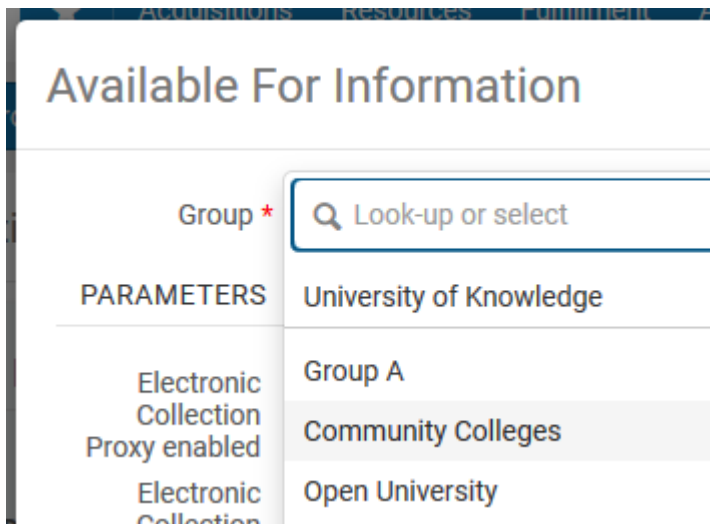 Acquisitions Resources Fulfillment
Available For Information
Group * Look-up or select
PARAMETERS University of Knowledge
Group A
Electronic
Collection
Proxy enabled
Community Colleges
Electronic
Collection
Open University